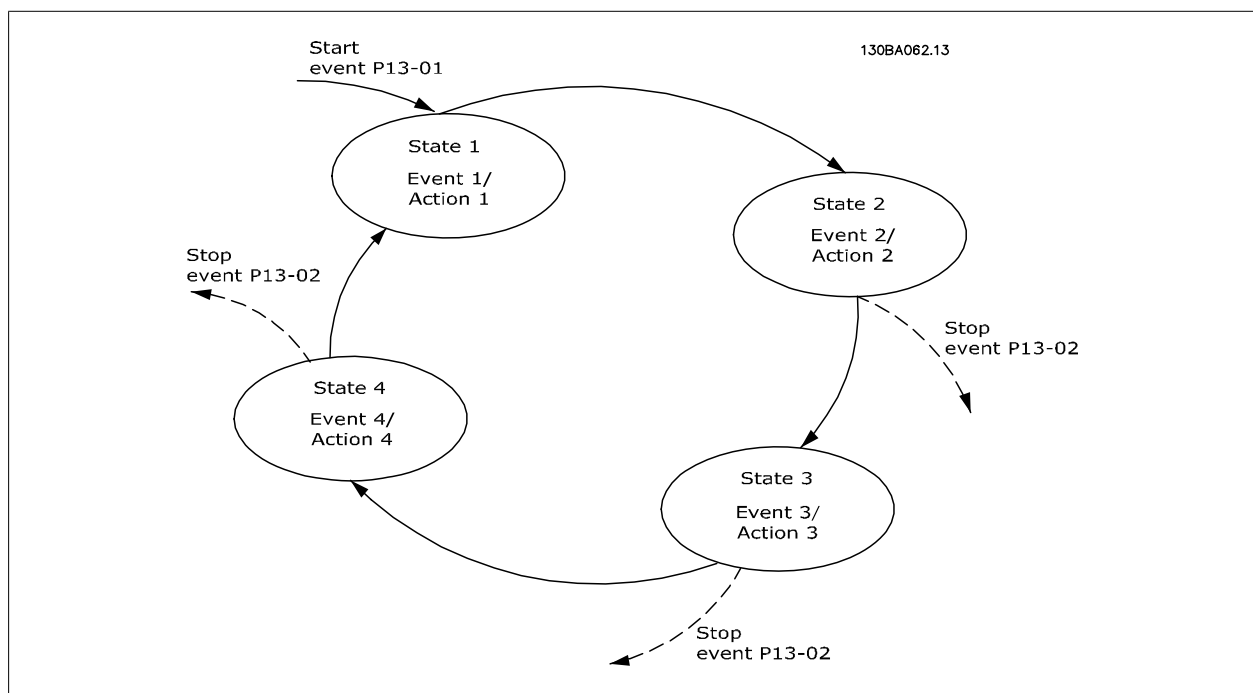 Start
event P13-01
130BA062.13
State 1
Event 1/
Action 1
State 2
Event 2/
Action 2
Stop
event P13-02
Stop
event P13-02
State 4
Event 4/
Action 4
State 3
Event 3/
Action 3
Stop
event P13-02